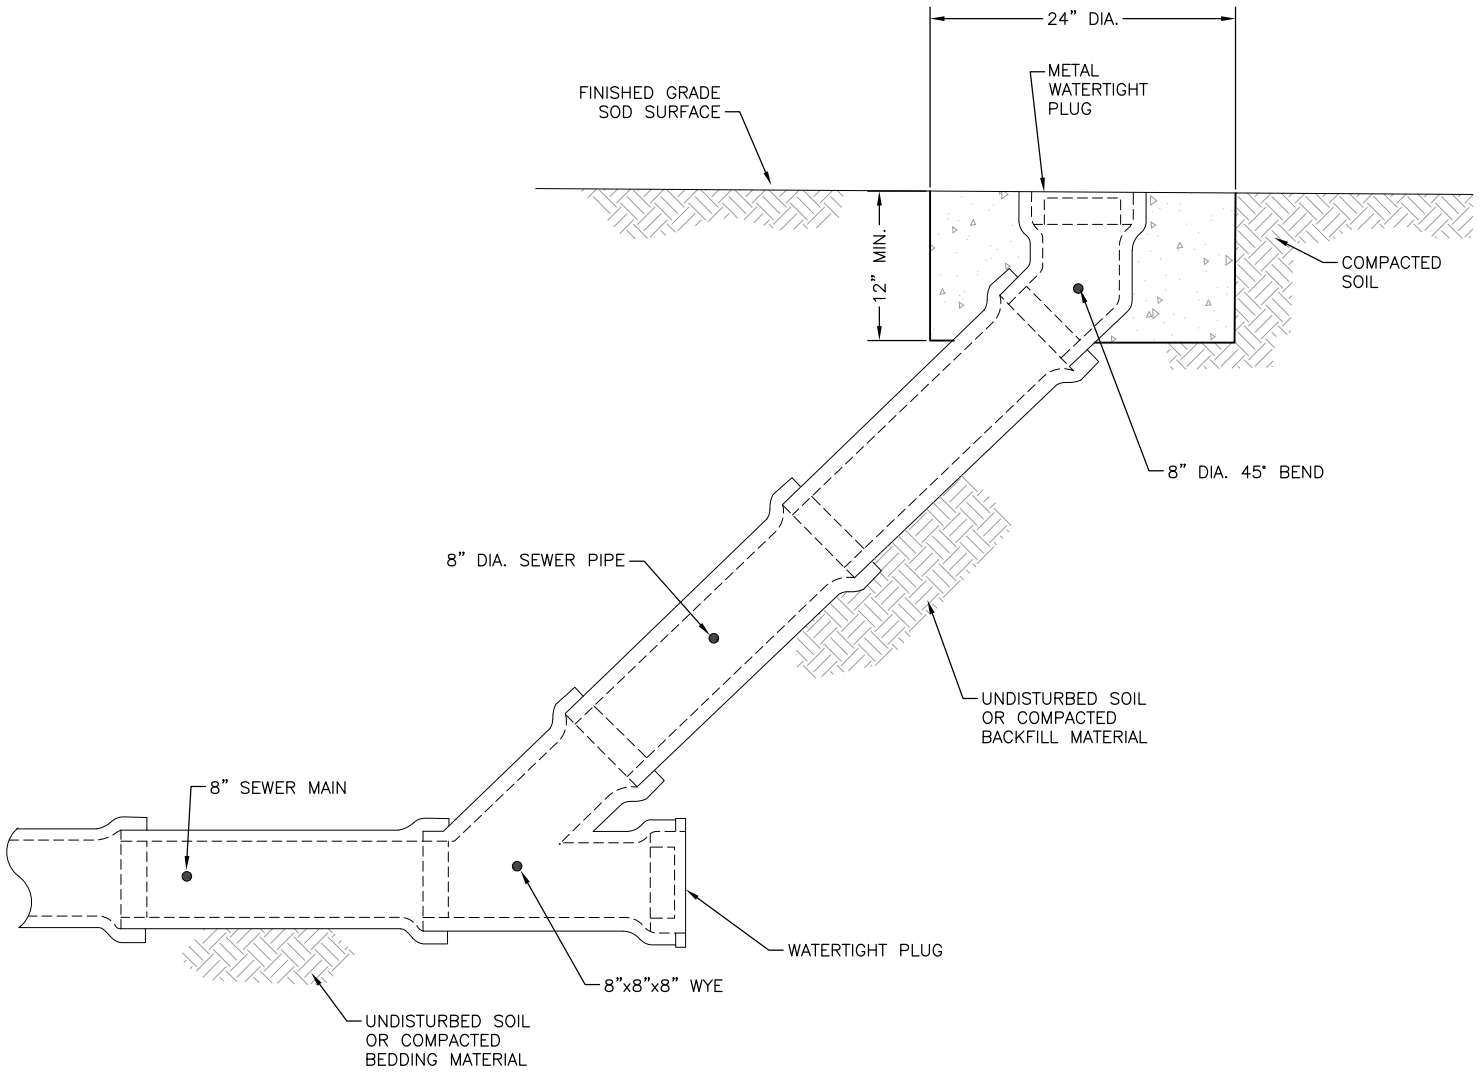 24” DIA.
METAL
WATERTIGHT
PLUG
FINISHED GRADE
SOD SURFACE
12” MIN.
COMPACTED
SOIL
8” DIA. 45° BEND
8” DIA. SEWER PIPE
UNDISTURBED SOIL
OR COMPACTED
BACKFILL MATERIAL
8” SEWER MAIN
WATERTIGHT PLUG
8”x8”x8” WYE
UNDISTURBED SOIL
OR COMPACTED
BEDDING MATERIAL